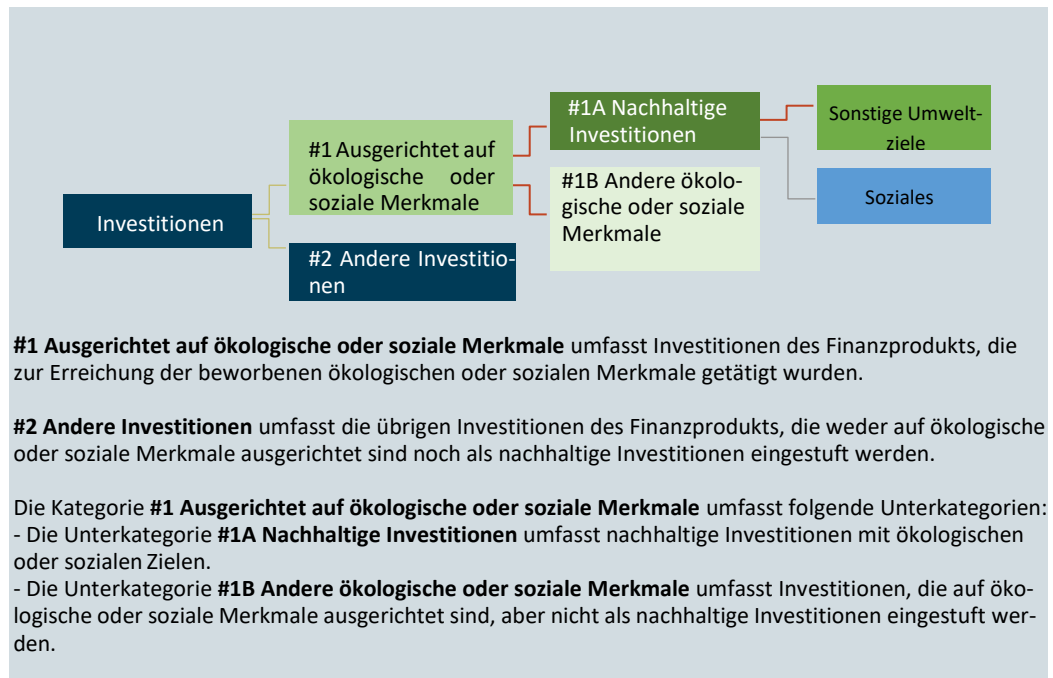 Investitionen
#1 Ausgerichtet auf
ökologische oder
soziale Merkmale
#2 Andere Investitio-
nen
#1A Nachhaltige
Investitionen
#1B Andere ökolo-
gische oder soziale
Merkmale
Sonstige Umwelt-
ziele
Soziales
#1 Ausgerichtet auf ökologische oder soziale Merkmale umfasst Investitionen des Finanzprodukts, die
zur Erreichung der beworbenen ökologischen oder sozialen Merkmale getätigt wurden.
#2 Andere Investitionen umfasst die übrigen Investitionen des Finanzprodukts, die weder auf ökologische
oder soziale Merkmale ausgerichtet sind noch als nachhaltige Investitionen eingestuft werden.
Die Kategorie #1 Ausgerichtet auf ökologische oder soziale Merkmale umfasst folgende Unterkategorien:
- Die Unterkategorie #1A Nachhaltige Investitionen umfasst nachhaltige Investitionen mit ökologischen
oder sozialen Zielen.
- Die Unterkategorie #1B Andere ökologische oder soziale Merkmale umfasst Investitionen, die auf öko-
logische oder soziale Merkmale ausgerichtet sind, aber nicht als nachhaltige Investitionen eingestuft wer-
den.